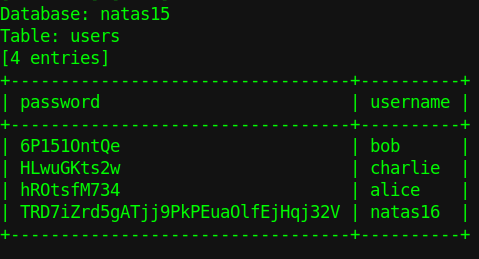 Database: natas15
Table: users
[4 entries]
+----------------------------------+----------+
| password                         | username |
+----------------------------------+----------+
| 6P151OntQe                       | bob      |
| HLwuGKts2w                       | charlie  |
| hROtsfM734                       | alice    |
| TRD7iZrd5gATjj9PkPEuaOlfEjHqj32V | natas16  |
+----------------------------------+----------+